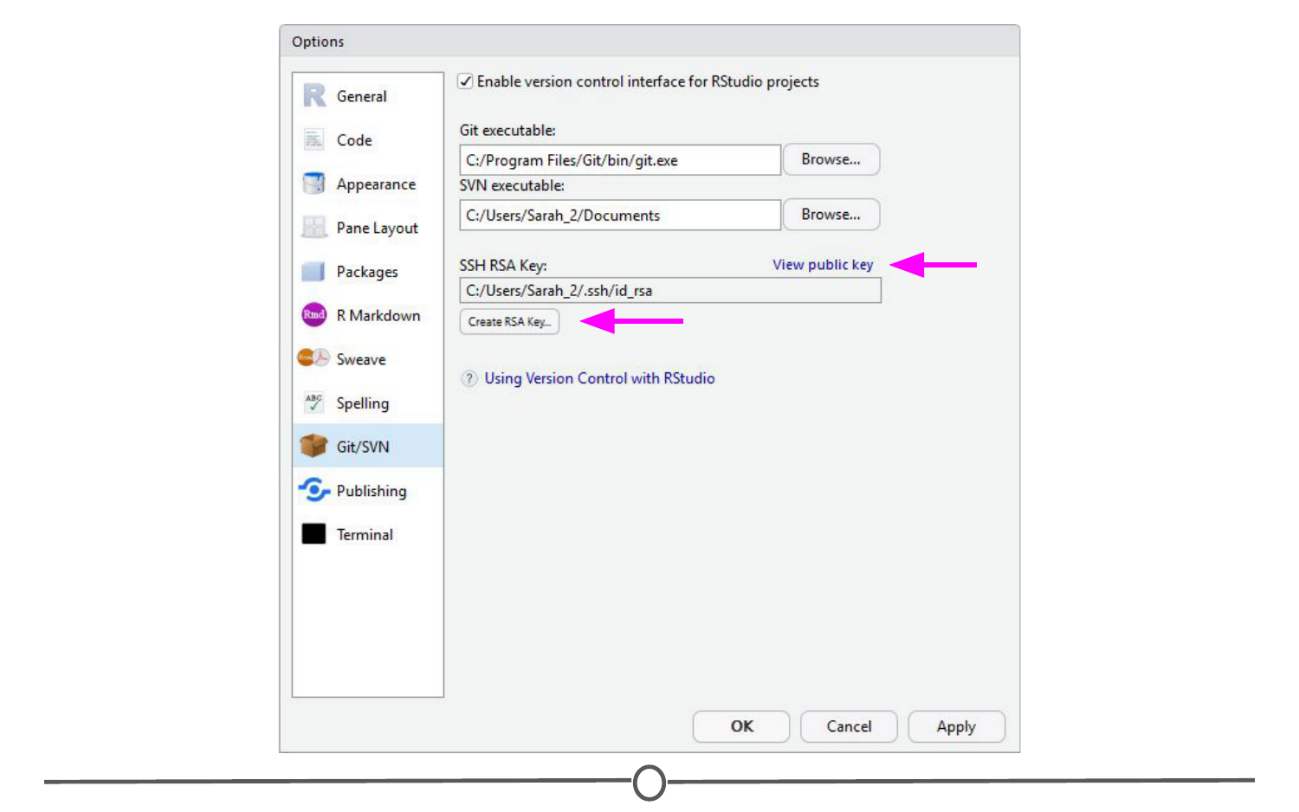 Options
General
Code
Appearance
Pane Layout
Packages
Rmd R Markdown
Sweave
ABC Spelling
Git/SVN
Publishing
Terminal
Enable version control interface for RStudio projects
Git executable:
C:/Program Files/Git/bin/git.exe Browse...
SVN executable:
C:/Users/Sarah_2/Documents Browse...
SSH RSA Key: View public key
C:/Users/Sarah_2/.ssh/id_rsa
Create RSA Key...
? Using Version Control with RStudio
OK Cancel Apply